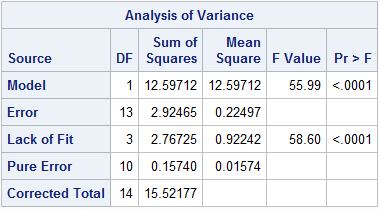 Analysis of Variance
Source DF Sum of Squares Mean Square F Value Pr > F
Model 1 12.59712 12.59712 55.99 <.0001
Error 13 2.92465 0.22497
Lack of Fit 3 2.76725 0.92242 58.60 <.0001
Pure Error 10 0.15740 0.01574
Corrected Total 14 15.52177